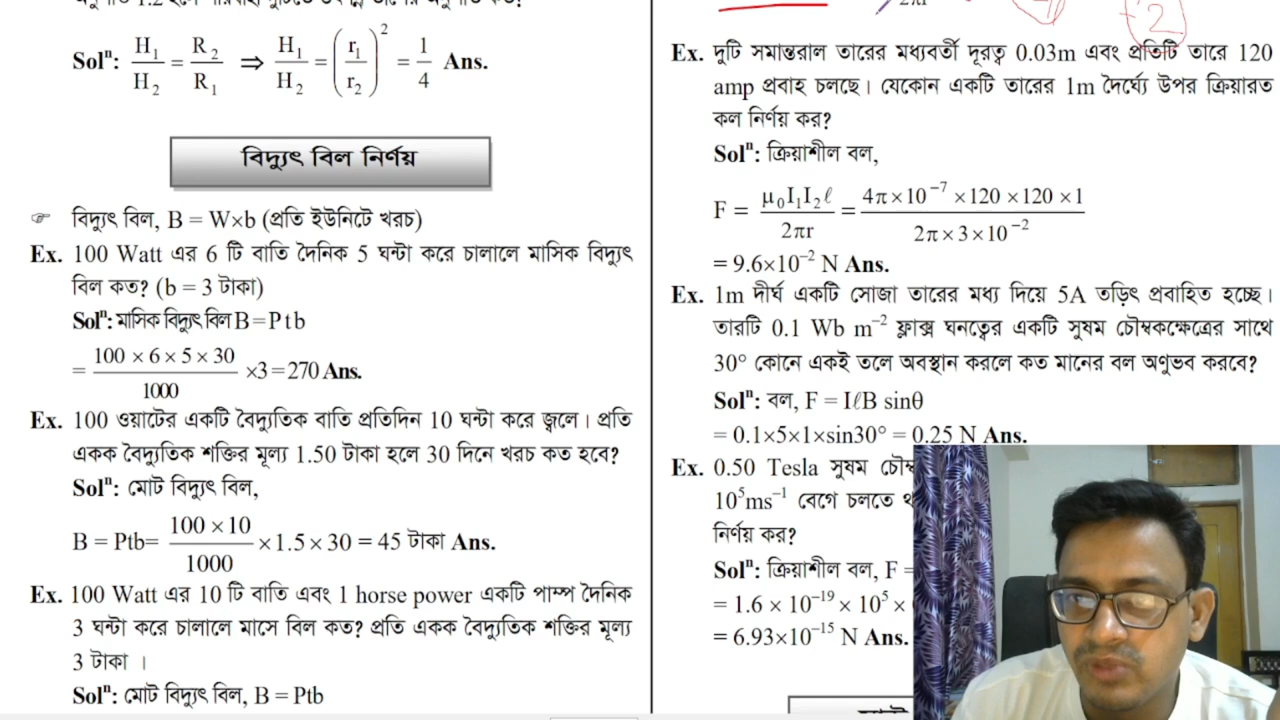 Solⁿ: H₁/H₂ = R₂/R₁ ⇒ H₁/H₂ = (r₁/r₂)² = 1/4 Ans.
বিদ্যুৎ বিল নির্ণয়
☞ বিদ্যুৎ বিল, B = W×b (প্রতি ইউনিটে খরচ)
Ex. 100 Watt এর 6 টি বাতি দৈনিক 5 ঘন্টা করে চালালে মাসিক বিদ্যুৎ
বিল কত? (b = 3 টাকা)
Solⁿ: মাসিক বিদ্যুৎ বিল B = P t b
= (100 × 6 × 5 × 30)/1000 ×3 = 270 Ans.
Ex. 100 ওয়াটের একটি বৈদ্যুতিক বাতি প্রতিদিন 10 ঘন্টা করে জ্বলে। প্রতি
একক বৈদ্যুতিক শক্তির মূল্য 1.50 টাকা হলে 30 দিনে খরচ কত হবে?
Solⁿ: মোট বিদ্যুৎ বিল,
B = Ptb= (100 × 10)/1000 × 1.5 × 30 = 45 টাকা Ans.
Ex. 100 Watt এর 10 টি বাতি এবং 1 horse power একটি পাম্প দৈনিক
3 ঘন্টা করে চালালে মাসে বিল কত? প্রতি একক বৈদ্যুতিক শক্তির মূল্য
3 টাকা ।
Solⁿ: মোট বিদ্যুৎ বিল, B = Ptb
2
Ex. দুটি সমান্তরাল তারের মধ্যবর্তী দূরত্ব 0.03m এবং প্রতিটি তারে 120
amp প্রবাহ চলছে। যেকোন একটি তারের 1m দৈর্ঘ্যে উপর ক্রিয়ারত
কল নির্ণয় কর?
Solⁿ: ক্রিয়াশীল বল,
F = μ₀I₁I₂ℓ/2πr = (4π × 10⁻⁷ × 120 × 120 × 1)/(2π × 3 × 10⁻²)
= 9.6×10⁻² N Ans.
Ex. 1m দীর্ঘ একটি সোজা তারের মধ্য দিয়ে 5A তড়িৎ প্রবাহিত হচ্ছে।
তারটি 0.1 Wb m⁻² ফ্লাক্স ঘনত্বের একটি সুষম চৌম্বকক্ষেত্রের সাথে
30° কোনে একই তলে অবস্থান করলে কত মানের বল অণুভব করবে?
Solⁿ: বল, F = IℓB sinθ
= 0.1×5×1×sin30° = 0.25 N Ans.
Ex. 0.50 Tesla সুষম
10⁵ms⁻¹ বেগে চলতে
নির্ণয় কর?
Solⁿ: ক্রিয়াশীল বল, F =
= 1.6 × 10⁻¹⁹ × 10⁵ ×
= 6.93×10⁻¹⁵ N Ans.